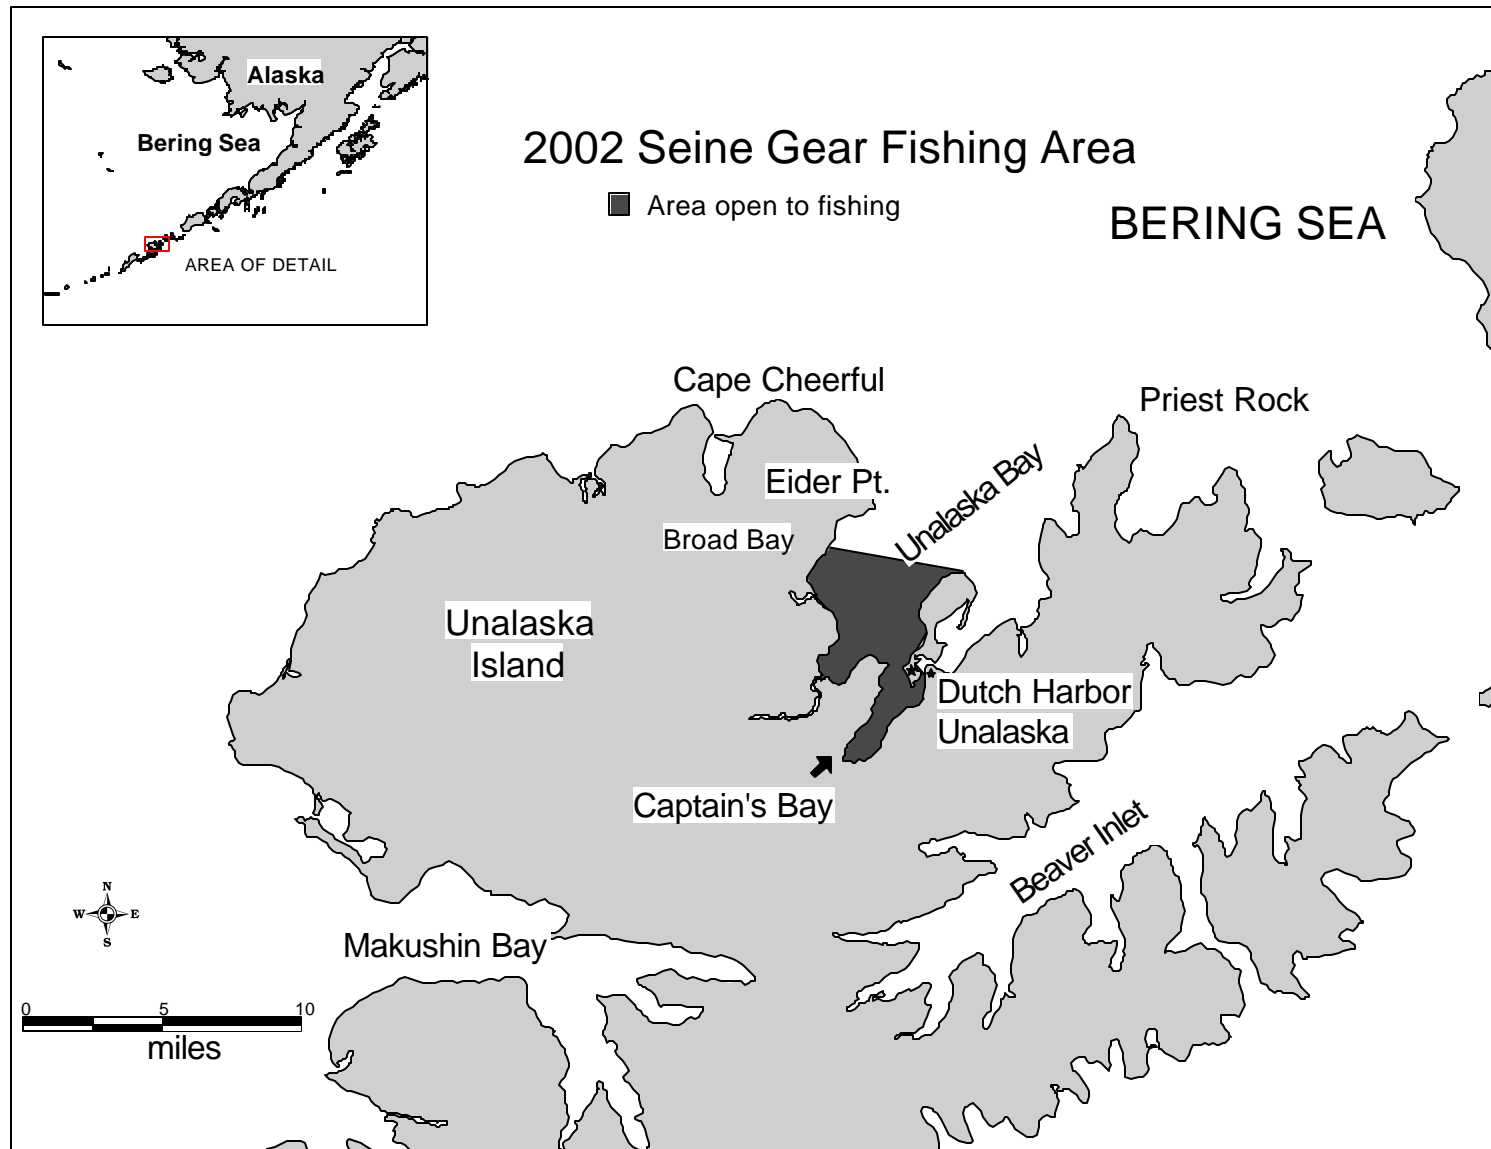 Alaska
Bering Sea
AREA OF DETAIL
2002 Seine Gear Fishing Area
Area open to fishing
BERING SEA
Cape Cheerful
Priest Rock
Eider Pt.
Unalaska Bay
Broad Bay
Unalaska
Island
Dutch Harbor
Unalaska
Captain's Bay
Beaver Inlet
Makushin Bay
N
W E
S
0 5 10
miles